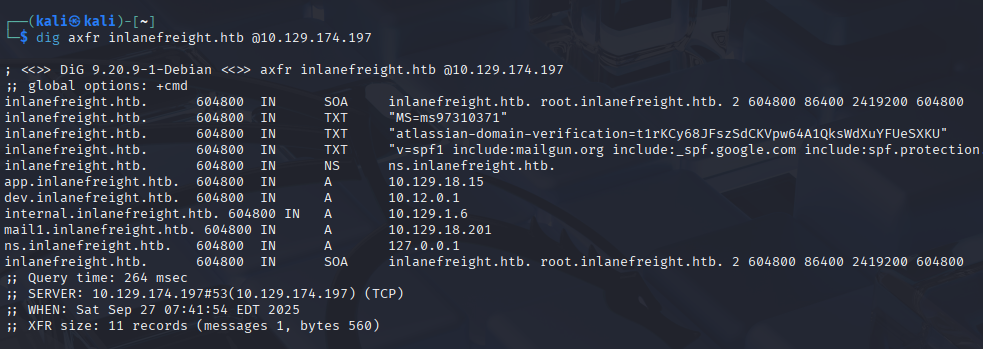 ┌──(kali㉿kali)-[~]
└─$ dig axfr inlanefreight.htb @10.129.174.197
; <<>> DiG 9.20.9-1-Debian <<>> axfr inlanefreight.htb @10.129.174.197
;; global options: +cmd
inlanefreight.htb. 604800 IN SOA inlanefreight.htb. root.inlanefreight.htb. 2 604800 86400 2419200 604800
inlanefreight.htb. 604800 IN TXT "MS=ms97310371"
inlanefreight.htb. 604800 IN TXT "atlassian-domain-verification=t1rKCy68JFszSdCKVpw64A1QksWdXuYFUeSXKU"
inlanefreight.htb. 604800 IN TXT "v=spf1 include:mailgun.org include:_spf.google.com include:spf.protection
inlanefreight.htb. 604800 IN NS ns.inlanefreight.htb.
app.inlanefreight.htb. 604800 IN A 10.129.18.15
dev.inlanefreight.htb. 604800 IN A 10.12.0.1
internal.inlanefreight.htb. 604800 IN A 10.129.1.6
mail1.inlanefreight.htb. 604800 IN A 10.129.18.201
ns.inlanefreight.htb. 604800 IN A 127.0.0.1
inlanefreight.htb. 604800 IN SOA inlanefreight.htb. root.inlanefreight.htb. 2 604800 86400 2419200 604800
;; Query time: 264 msec
;; SERVER: 10.129.174.197#53(10.129.174.197) (TCP)
;; WHEN: Sat Sep 27 07:41:54 EDT 2025
;; XFR size: 11 records (messages 1, bytes 560)